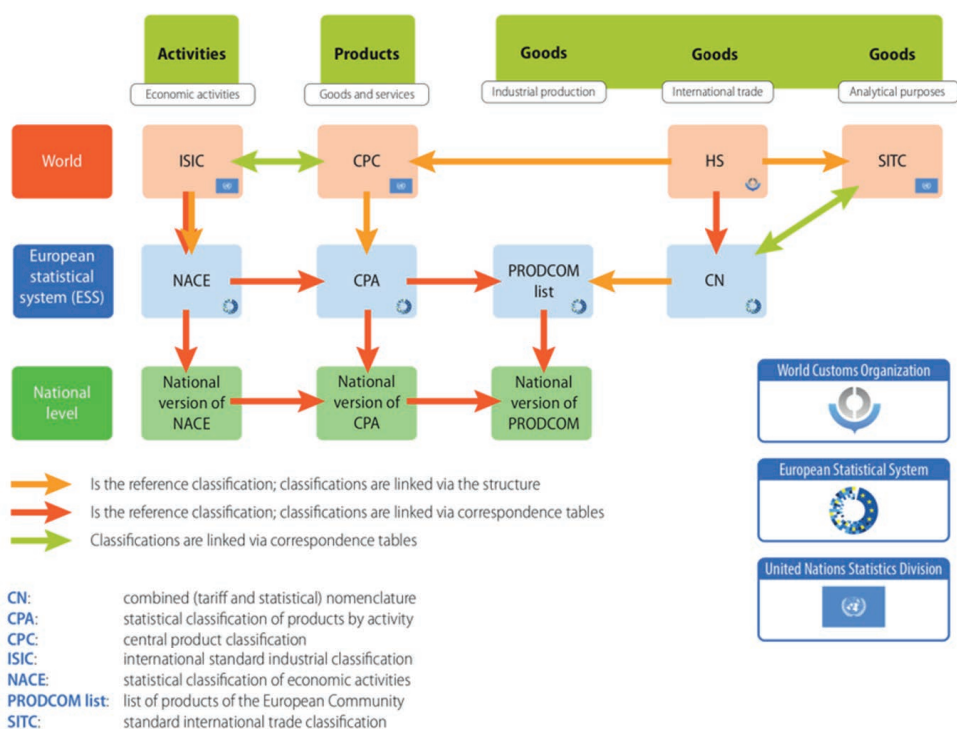 Activities
Products
Goods
Goods
Goods
Economic activities
Goods and services
Industrial production
International trade
Analytical purposes
World
ISIC
CPC
HS
SITC
European
statistical
system (ESS)
NACE
CPA
PRODCOM
list
CN
National
level
National
version of
NACE
National
version of
CPA
National
version of
PRODCOM
World Customs Organization
European Statistical System
United Nations Statistics Division
Is the reference classification; classifications are linked via the structure
Is the reference classification; classifications are linked via correspondence tables
Classifications are linked via correspondence tables
CN: combined (tariff and statistical) nomenclature
CPA: statistical classification of products by activity
CPC: central product classification
ISIC: international standard industrial classification
NACE: statistical classification of economic activities
PRODCOM list: list of products of the European Community
SITC: standard international trade classification